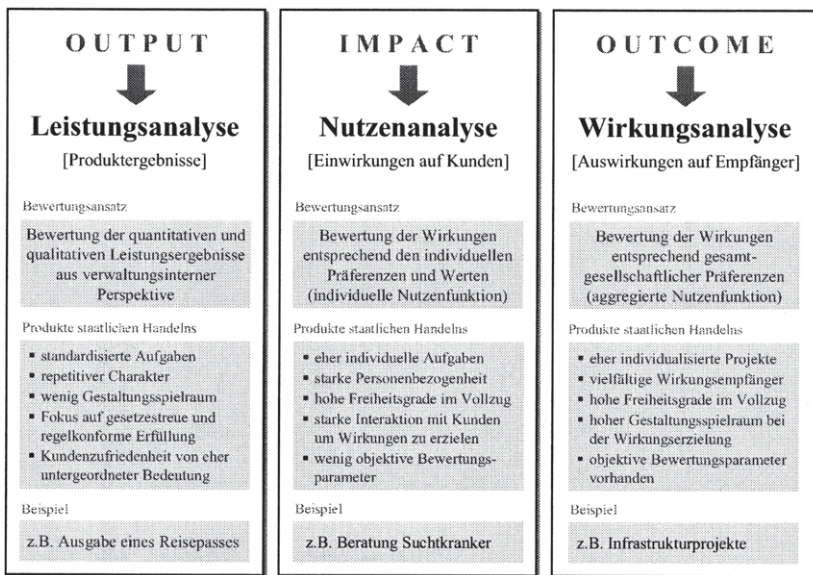 OUTPUT
Leistungsanalyse
[Produktergebnisse]
Bewertungsansatz
Bewertung der quantitativen und
qualitativen Leistungsergebnisse
aus verwaltungsinterner
Perspektive
Produkte staatlichen Handelns
▪ standardisierte Aufgaben
▪ repetitiver Charakter
▪ wenig Gestaltungsspielraum
▪ Fokus auf gesetzestreue und
regelkonforme Erfüllung
▪ Kundenzufriedenheit von eher
untergeordneter Bedeutung
Beispiel
z.B. Ausgabe eines Reisepasses
IMPACT
Nutzenanalyse
[Einwirkungen auf Kunden]
Bewertungsansatz
Bewertung der Wirkungen
entsprechend den individuellen
Präferenzen und Werten
(individuelle Nutzenfunktion)
Produkte staatlichen Handelns
▪ eher individuelle Aufgaben
▪ starke Personenbezogenheit
▪ hohe Freiheitsgrade im Vollzug
▪ starke Interaktion mit Kunden
um Wirkungen zu erzielen
▪ wenig objektive Bewertungs-
parameter
Beispiel
z.B. Beratung Suchtkranker
OUTCOME
Wirkungsanalyse
[Auswirkungen auf Empfänger]
Bewertungsansatz
Bewertung der Wirkungen
entsprechend gesamt-
gesellschaftlicher Präferenzen
(aggregierte Nutzenfunktion)
Produkte staatlichen Handelns
▪ eher individualisierte Projekte
▪ vielfältige Wirkungsempfänger
▪ hohe Freiheitsgrade im Vollzug
▪ hoher Gestaltungsspielraum bei
der Wirkungserzielung
▪ objektive Bewertungsparameter
vorhanden
Beispiel
z.B. Infrastrukturprojekte